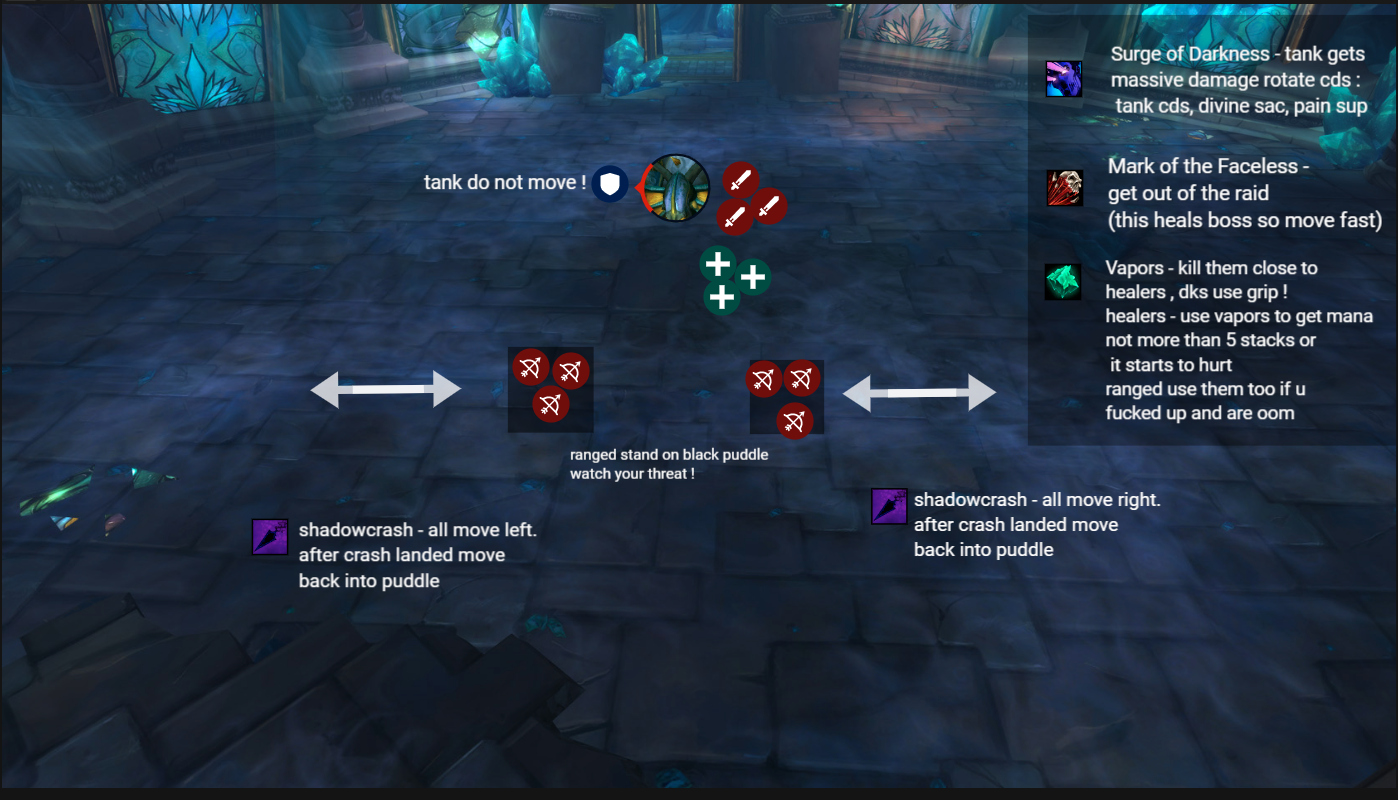 Surge of Darkness - tank gets
massive damage rotate cds :
tank cds, divine sac, pain sup
Mark of the Faceless -
get out of the raid
(this heals boss so move fast)
Vapors - kill them close to
healers , dks use grip !
healers - use vapors to get mana
not more than 5 stacks or
it starts to hurt
ranged use them too if u
fucked up and are oom
tank do not move !
ranged stand on black puddle
watch your threat !
shadowcrash - all move left.
after crash landed move
back into puddle
shadowcrash - all move right.
after crash landed move
back into puddle